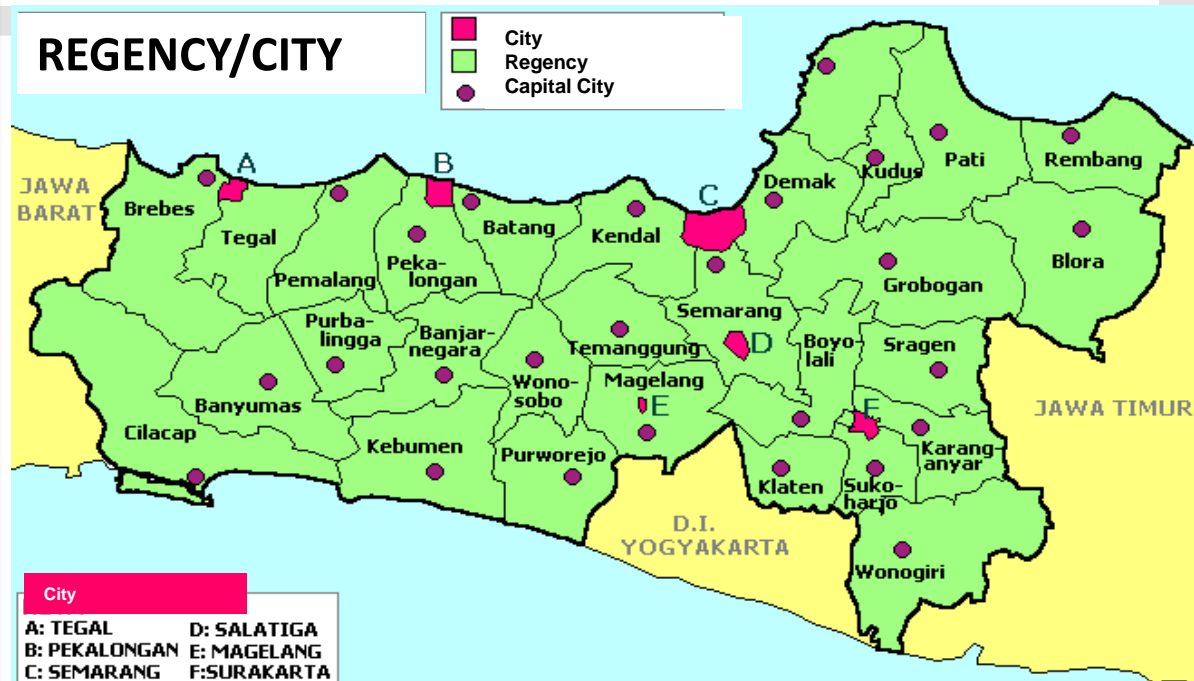 REGENCY/CITY
City
Regency
Capital City
A
B
C
D
E
F
JAWA
BARAT
Brebes
Tegal
Pemalang
Peka-
longan
Batang
Kendal
Demak
Kudus
Pati
Rembang
Blora
Grobogan
Semarang
Boyo-
lali
Sragen
Purba-
lingga
Banjar-
negara
Wono-
sobo
Temanggung
Magelang
Banyumas
Cilacap
Kebumen
Purworejo
Klaten
Suko-
harjo
Karang-
anyar
Wonogiri
JAWA TIMUR
D.I.
YOGYAKARTA
City
A: TEGAL
B: PEKALONGAN
C: SEMARANG
D: SALATIGA
E: MAGELANG
F:SURAKARTA